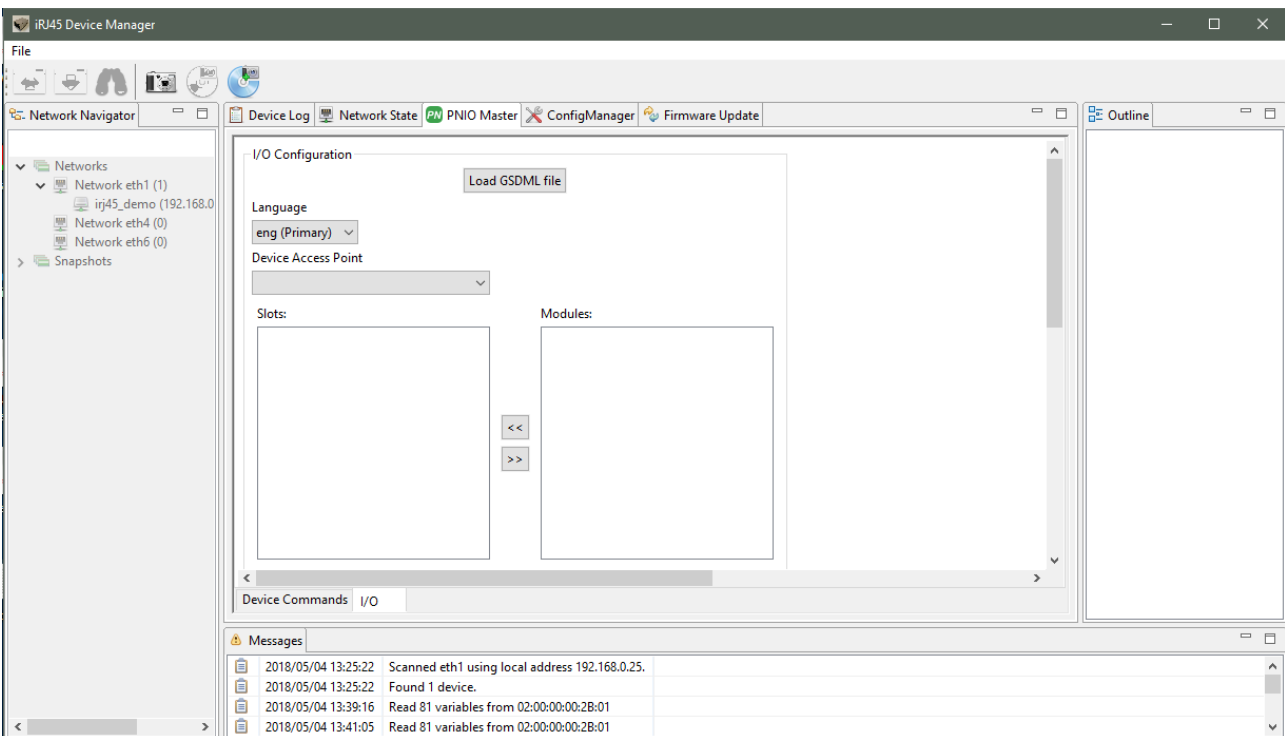 iRJ45 Device Manager
File
Network Navigator
Networks
Network eth1 (1)
irj45_demo (192.168.0
Network eth4 (0)
Network eth6 (0)
Snapshots
Device Log Network State PN PNIO Master ConfigManager Firmware Update
I/O Configuration
Load GSDML file
Language
eng (Primary)
Device Access Point
Slots: Modules:
<<
>>
Device Commands I/O
Outline
Messages
2018/05/04 13:25:22 Scanned eth1 using local address 192.168.0.25.
2018/05/04 13:25:22 Found 1 device.
2018/05/04 13:39:16 Read 81 variables from 02:00:00:00:2B:01
2018/05/04 13:41:05 Read 81 variables from 02:00:00:00:2B:01